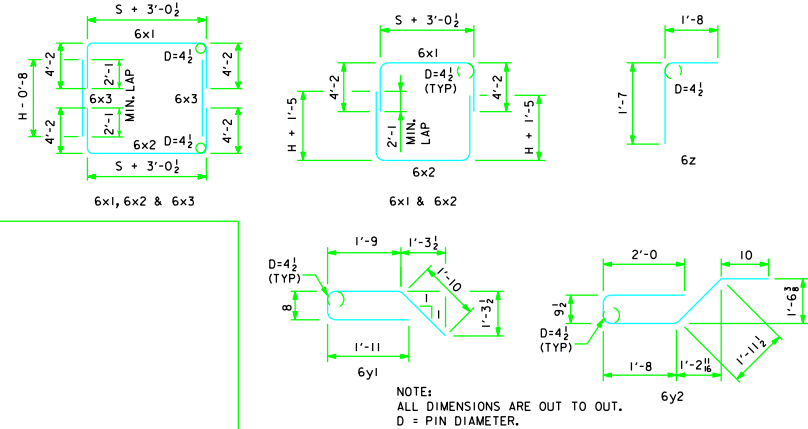 S + 3'-0½
6x1
D=4½
4'-2
4'-2
H - 0'-8
2'-1
MIN. LAP
6x3
6x3
2'-1
4'-2
4'-2
6x2
D=4½
S + 3'-0½
6x1, 6x2 & 6x3
S + 3'-0½
6x1
D=4½
(TYP)
4'-2
4'-2
H + 1'-5
2'-1
MIN.
LAP
H + 1'-5
6x2
6x1 & 6x2
1'-8
D=4½
1'-7
6z
1'-9
1'-3½
D=4½
(TYP)
8
1'-10
1
1
1'-3½
1'-11
6y1
2'-0
10
9½
1'-6⅜
D=4½
(TYP)
1'-8
1'-2 11/16
1'-11½
6y2
NOTE:
ALL DIMENSIONS ARE OUT TO OUT.
D = PIN DIAMETER.